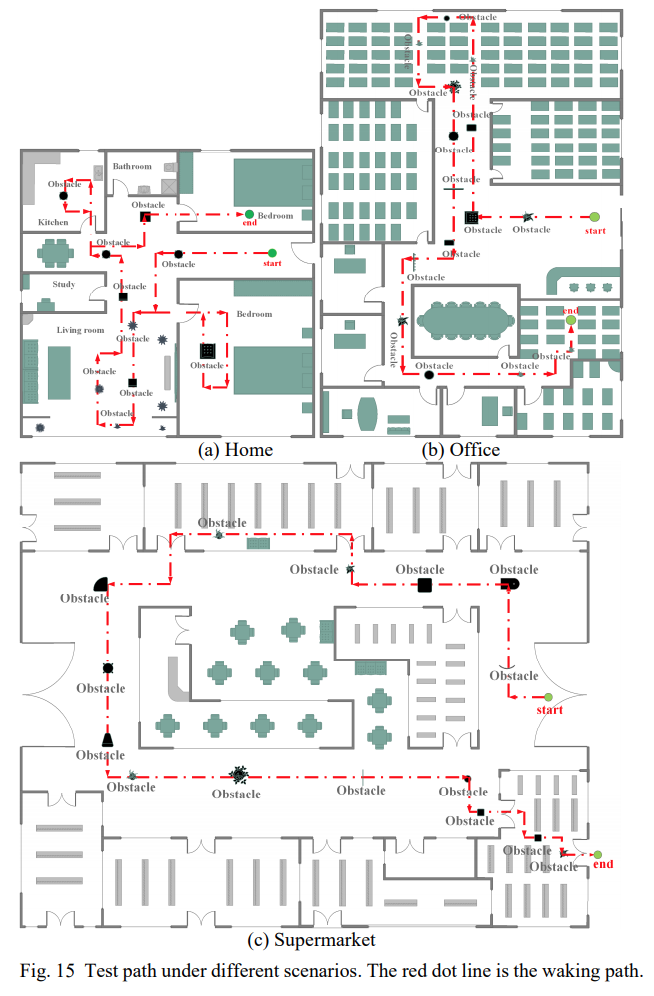 Bathroom
Obstacle
Obstacle
Kitchen
end
Bedroom
Obstacle
Obstacle
start
Study
Obstacle
Living room
Bedroom
Obstacle
Obstacle
Obstacle
(a) Home
Obstacle
Obstacle
Obstacle
Obstacle
Obstacle
Obstacle
Obstacle
Obstacle
Obstacle
start
Obstacle
Obstacle
end
Obstacle
Obstacle
Obstacle
Obstacle
(b) Office
Obstacle
Obstacle
Obstacle
Obstacle
Obstacle
Obstacle
Obstacle
start
Obstacle
Obstacle
Obstacle
Obstacle
Obstacle
Obstacle
Obstacle
Obstacle
end
(c) Supermarket
Fig. 15 Test path under different scenarios. The red dot line is the waking path.